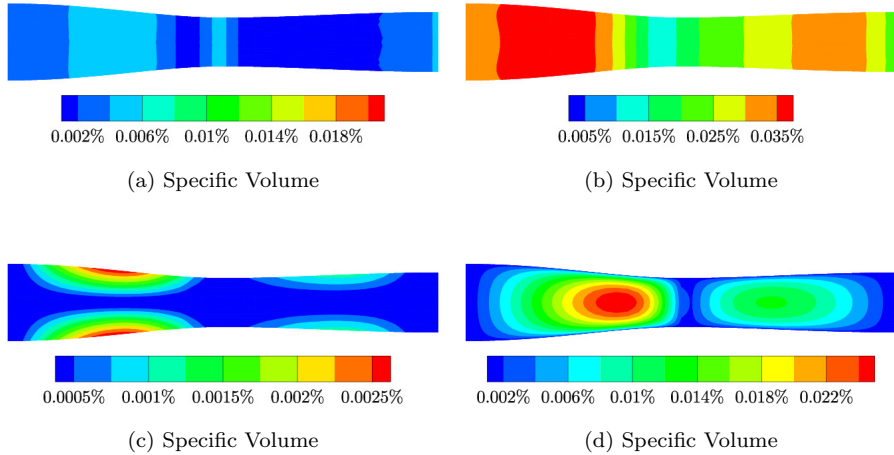 0.002% 0.006% 0.01% 0.014% 0.018%
0.005% 0.015% 0.025% 0.035%
(a) Specific Volume
(b) Specific Volume
0.0005% 0.001% 0.0015% 0.002% 0.0025%
0.002% 0.006% 0.01% 0.014% 0.018% 0.022%
(c) Specific Volume
(d) Specific Volume